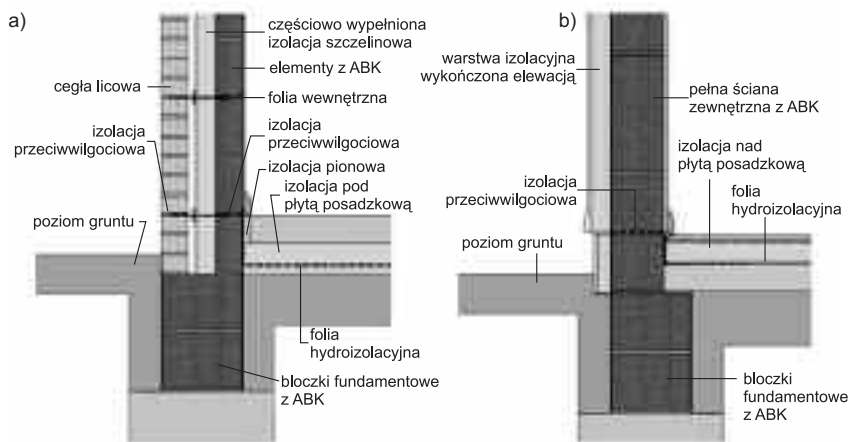 a)
częściowo wypełniona
izolacja szczelinowa
elementy z ABK
cegła licowa
folia wewnętrzna
izolacja
przeciwwilgociowa
izolacja
przeciwwilgociowa
izolacja pionowa
izolacja pod
płytą posadzkową
poziom gruntu
folia
hydroizolacyjna
bloczki fundamentowe
z ABK
b)
warstwa izolacyjna
wykończona elewacją
pełna ściana
zewnętrzna z ABK
izolacja nad
płytą posadzkową
izolacja
przeciwwilgociowa
folia
hydroizolacyjna
poziom gruntu
bloczki
fundamentowe
z ABK